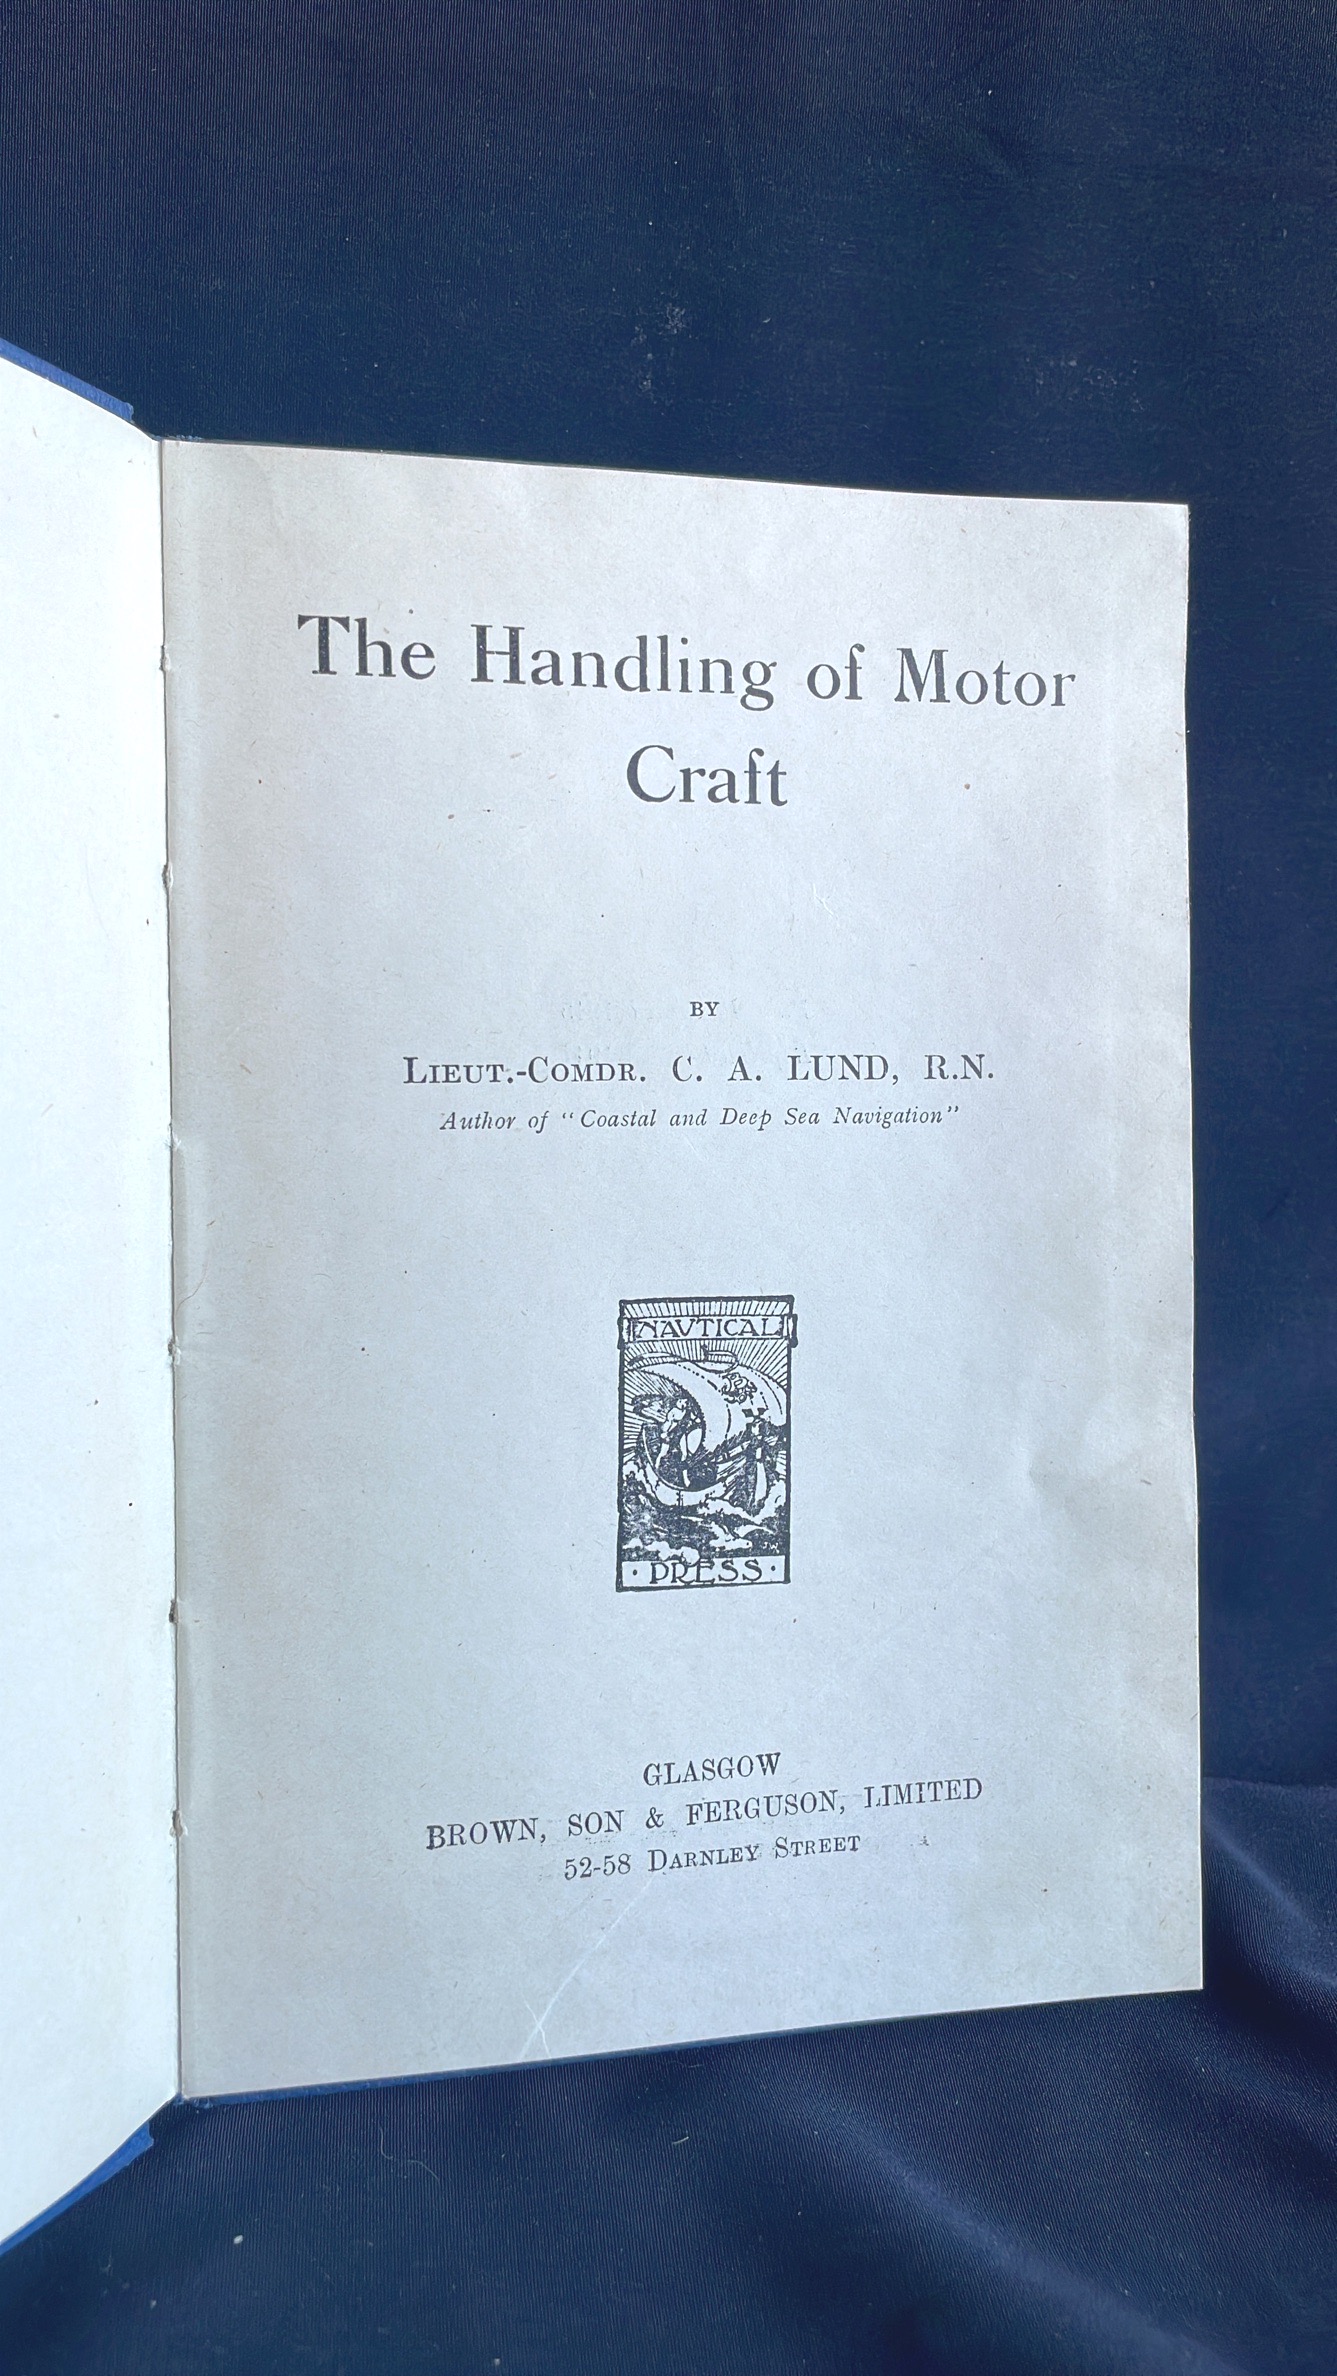 The Handling of Motor
Craft
BY
LIEUT.-COMDR. C. A. LUND, R.N.
Author of "Coastal and Deep Sea Navigation"
NAVTICAL
· PRESS ·
GLASGOW
BROWN, SON & FERGUSON, LIMITED
52-58 DARNLEY STREET